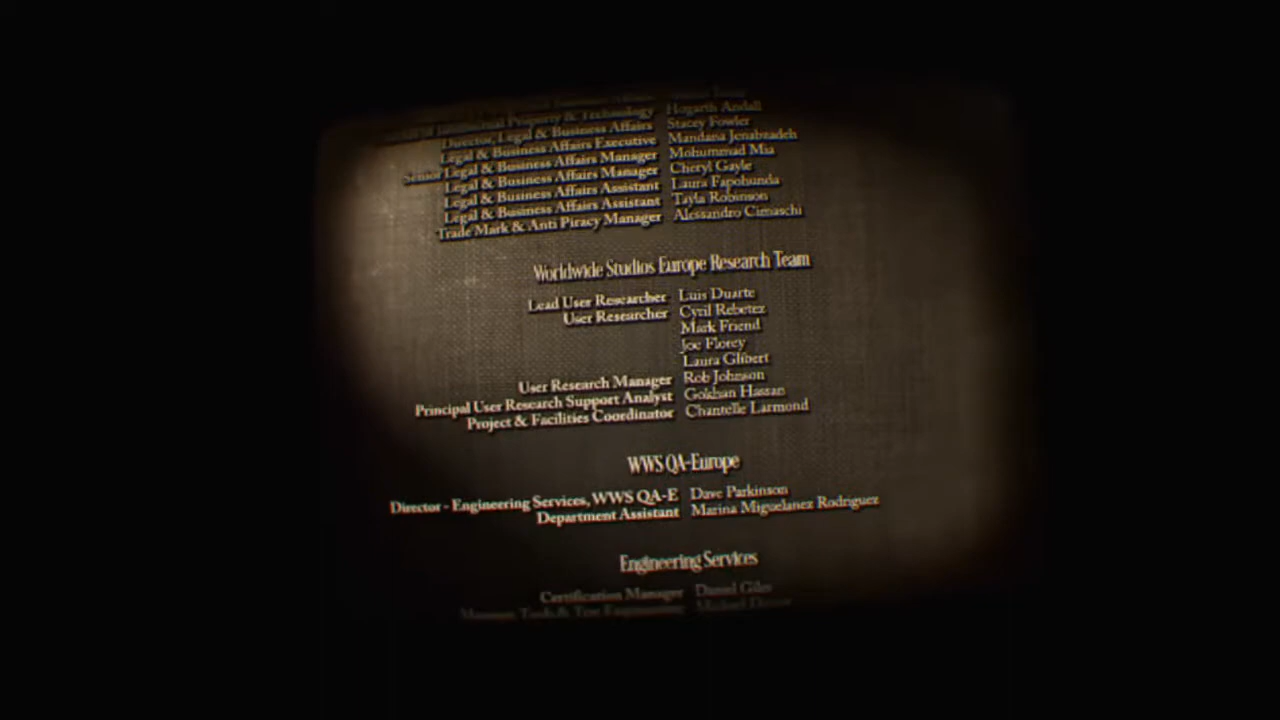 Property & Technology Hogarth Andall
Director, Legal & Business Affairs Stacey Fowler
Legal & Business Affairs Executive Mandana Jenabzadeh
Senior Legal & Business Affairs Manager Mohummad Mia
Legal & Business Affairs Manager Cheryl Gayle
Legal & Business Affairs Assistant Laura Fapohunda
Legal & Business Affairs Assistant Tayla Robinson
Trade Mark & Anti Piracy Manager Alessandro Cimaschi
Worldwide Studios Europe Research Team
Lead User Researcher Luis Duarte
User Researcher Cyril Rebetez
Mark Friend
Joe Florey
Laura Glibert
User Research Manager Rob Johnson
Principal User Research Support Analyst Gokhan Hassan
Project & Facilities Coordinator Chantelle Larmond
WWS QA-Europe
Director - Engineering Services, WWS QA-E Dave Parkinson
Department Assistant Marina Miguelanez Rodriguez
Engineering Services
Certification Manager Daniel Giles